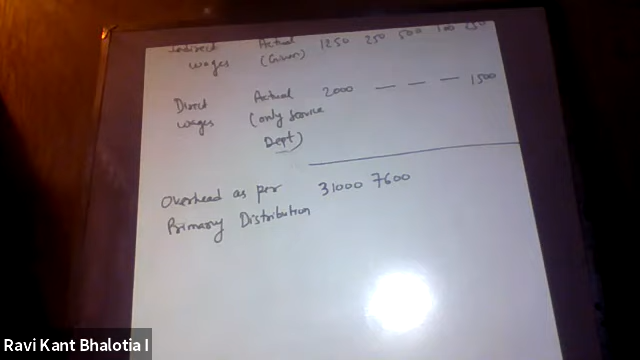 Indirect Actual 1250 250 500 100
wages (Given)
Direct Actual 2000 — — — 1500
wages (only service
Dept)
Overhead as per 31000 7600
Primary Distribution
Ravi Kant Bhalotia I